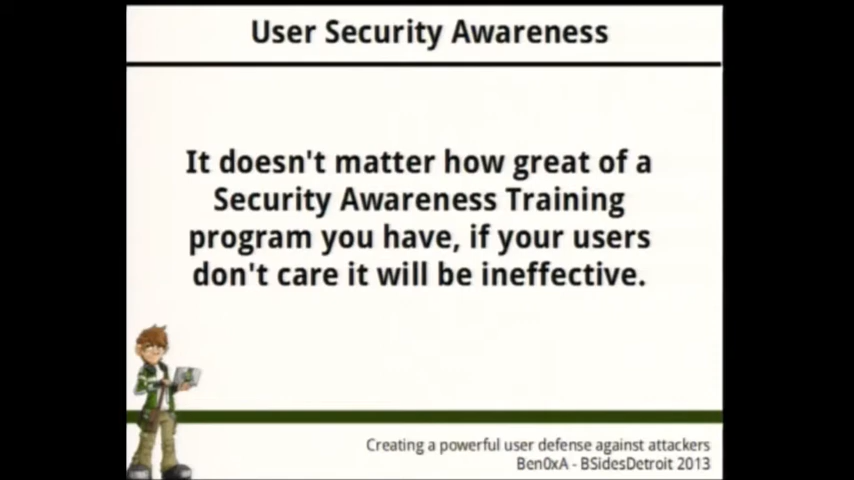 User Security Awareness
It doesn't matter how great of a
Security Awareness Training
program you have, if your users
don't care it will be ineffective.
Creating a powerful user defense against attackers
Ben0xA - BSidesDetroit 2013